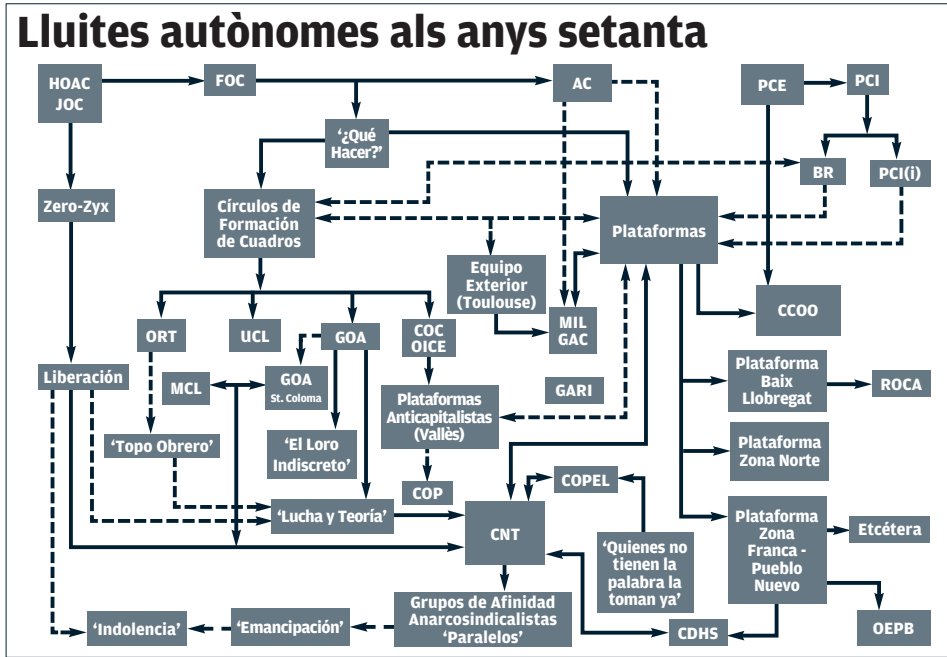 Lluites autònomes als anys setanta
HOAC
JOC
FOC
AC
PCE
PCI
'¿Qué
Hacer?'
BR
PCI(i)
Zero-Zyx
Círculos de
Formación
de Cuadros
Plataformas
Equipo
Exterior
(Toulouse)
CCOO
ORT
UCL
GOA
COC
OICE
MIL
GAC
Liberación
MCL
GOA
St. Coloma
GARI
Plataforma
Baix
Llobregat
ROCA
Plataformas
Anticapitalistas
(Vallès)
'Topo Obrero'
'El Loro
Indiscreto'
Plataforma
Zona Norte
COP
COPEL
'Lucha y Teoría'
CNT
Plataforma
Zona
Franca -
Pueblo
Nuevo
Etcétera
'Quienes no
tienen la
palabra la
toman ya'
Grupos de Afinidad
Anarcosindicalistas
'Paralelos'
'Indolencia'
'Emancipación'
CDHS
OEPB